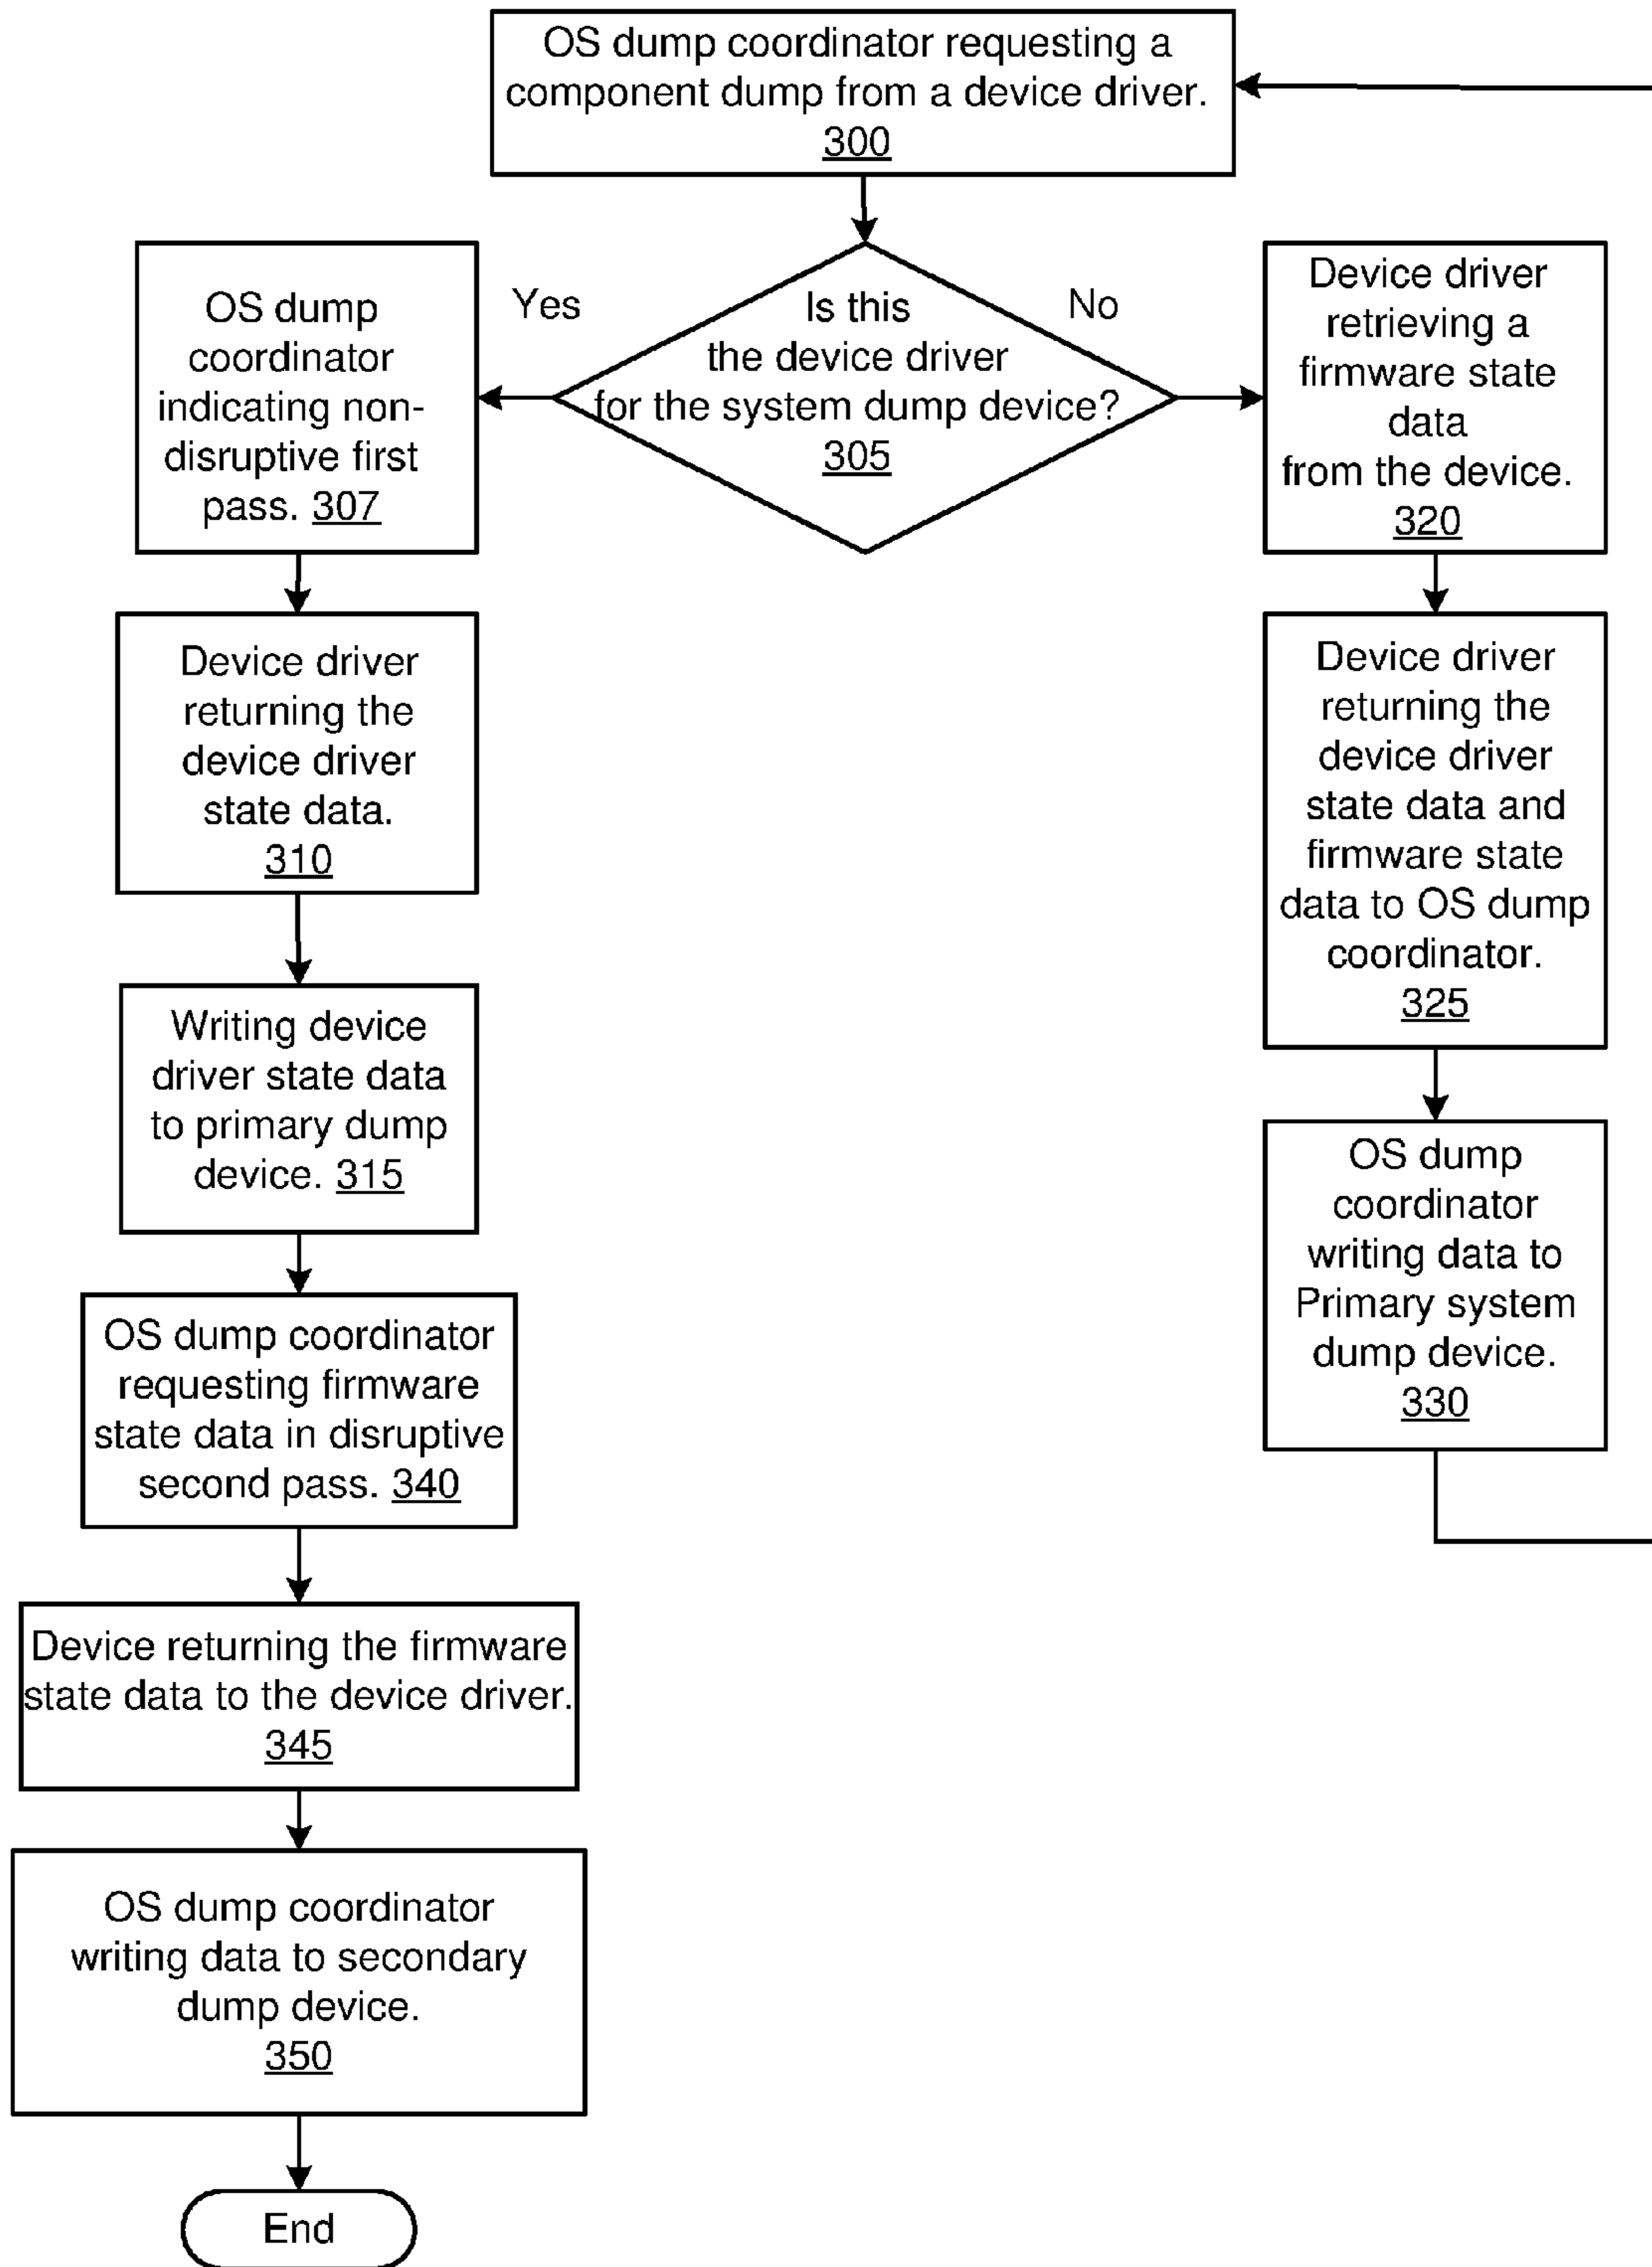 OS dump coordinator requesting a
component dump from a device driver.
300
Yes
No
Is this
the device driver
for the system dump device?
305
OS dump
coordinator
indicating non-
disruptive first
pass. 307
Device driver
returning the
device driver
state data.
310
Writing device
driver state data
to primary dump
device. 315
OS dump coordinator
requesting firmware
state data in disruptive
second pass. 340
Device returning the firmware
state data to the device driver.
345
OS dump coordinator
writing data to secondary
dump device.
350
End
Device driver
retrieving a
firmware state
data
from the device.
320
Device driver
returning the
device driver
state data and
firmware state
data to OS dump
coordinator.
325
OS dump
coordinator
writing data to
Primary system
dump device.
330